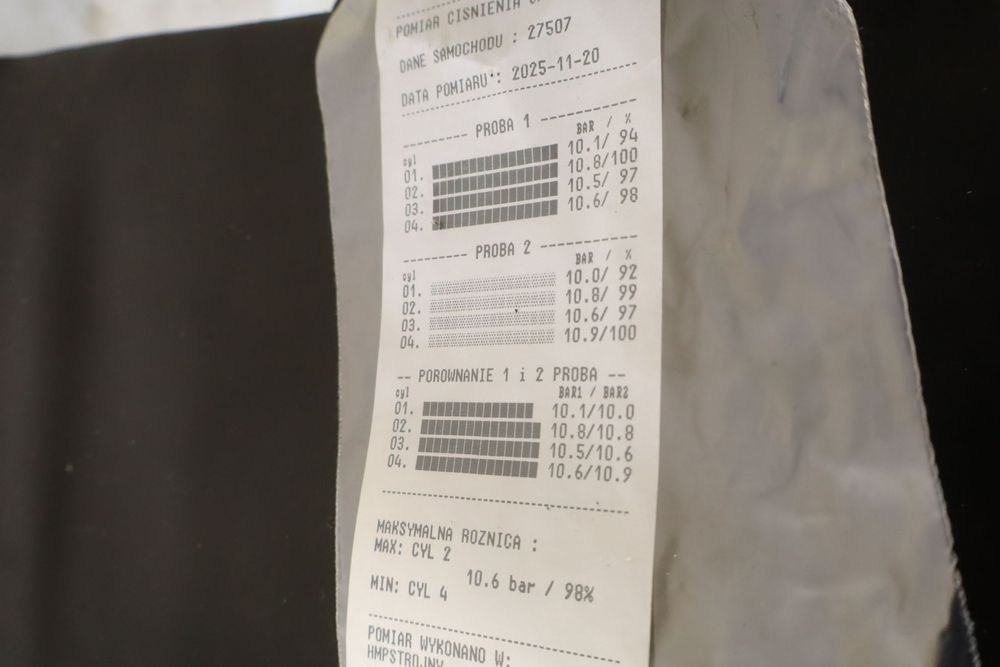 POMIAR CISNIENIA
DANE SAMOCHODU : 27507
DATA POMIARU : 2025-11-20
------- PROBA 1 -------
cyl BAR / %
01. 10.1/ 94
02. 10.8/100
03. 10.5/ 97
04. 10.6/ 98
------- PROBA 2 -------
cyl BAR / %
01. 10.0/ 92
02. 10.8/ 99
03. 10.6/ 97
04. 10.9/100
-- POROWNANIE 1 i 2 PROBA --
cyl BAR1 / BAR2
01. 10.1/10.0
02. 10.8/10.8
03. 10.5/10.6
04. 10.6/10.9
MAKSYMALNA ROZNICA :
MAX: CYL 2
10.6 bar / 98%
MIN: CYL 4
POMIAR WYKONANO W:
HMPSTROJNY